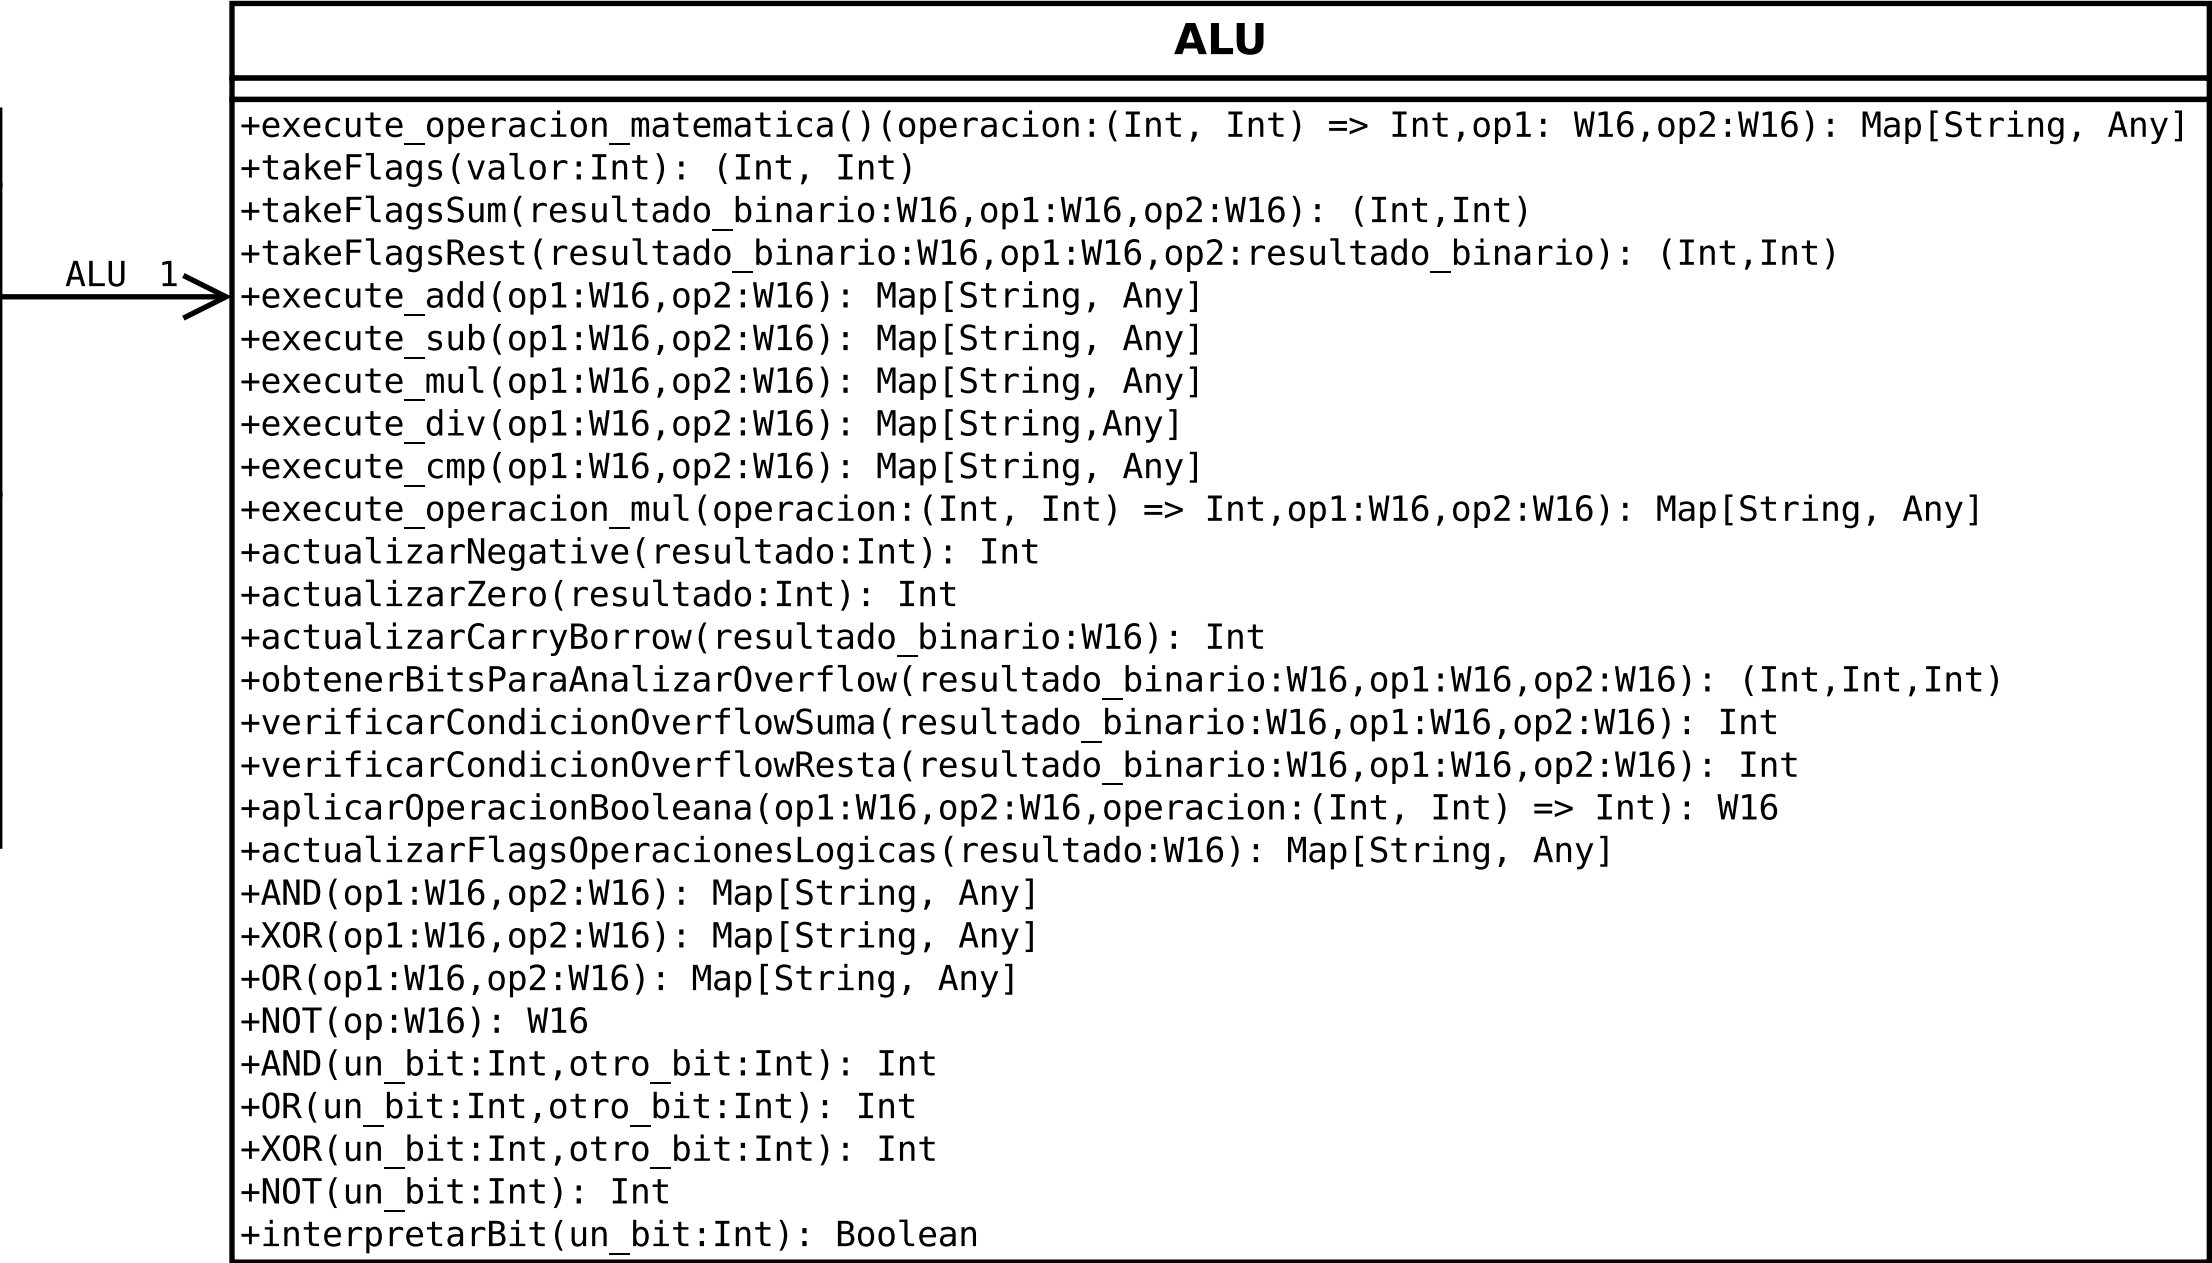 ALU
+execute_operacion_matematica()(operacion:(Int, Int) => Int,op1: W16,op2:W16): Map[String, Any]
+takeFlags(valor:Int): (Int, Int)
+takeFlagsSum(resultado_binario:W16,op1:W16,op2:W16): (Int,Int)
+takeFlagsRest(resultado_binario:W16,op1:W16,op2:resultado_binario): (Int,Int)
ALU 1
+execute_add(op1:W16,op2:W16): Map[String, Any]
+execute_sub(op1:W16,op2:W16): Map[String, Any]
+execute_mul(op1:W16,op2:W16): Map[String, Any]
+execute_div(op1:W16,op2:W16): Map[String,Any]
+execute_cmp(op1:W16,op2:W16): Map[String, Any]
+execute_operacion_mul(operacion:(Int, Int) => Int,op1:W16,op2:W16): Map[String, Any]
+actualizarNegative(resultado:Int): Int
+actualizarZero(resultado:Int): Int
+actualizarCarryBorrow(resultado_binario:W16): Int
+obtenerBitsParaAnalizarOverflow(resultado_binario:W16,op1:W16,op2:W16): (Int,Int,Int)
+verificarCondicionOverflowSuma(resultado_binario:W16,op1:W16,op2:W16): Int
+verificarCondicionOverflowResta(resultado_binario:W16,op1:W16,op2:W16): Int
+aplicarOperacionBooleana(op1:W16,op2:W16,operacion:(Int, Int) => Int): W16
+actualizarFlagsOperacionesLogicas(resultado:W16): Map[String, Any]
+AND(op1:W16,op2:W16): Map[String, Any]
+XOR(op1:W16,op2:W16): Map[String, Any]
+OR(op1:W16,op2:W16): Map[String, Any]
+NOT(op:W16): W16
+AND(un_bit:Int,otro_bit:Int): Int
+OR(un_bit:Int,otro_bit:Int): Int
+XOR(un_bit:Int,otro_bit:Int): Int
+NOT(un_bit:Int): Int
+interpretarBit(un_bit:Int): Boolean